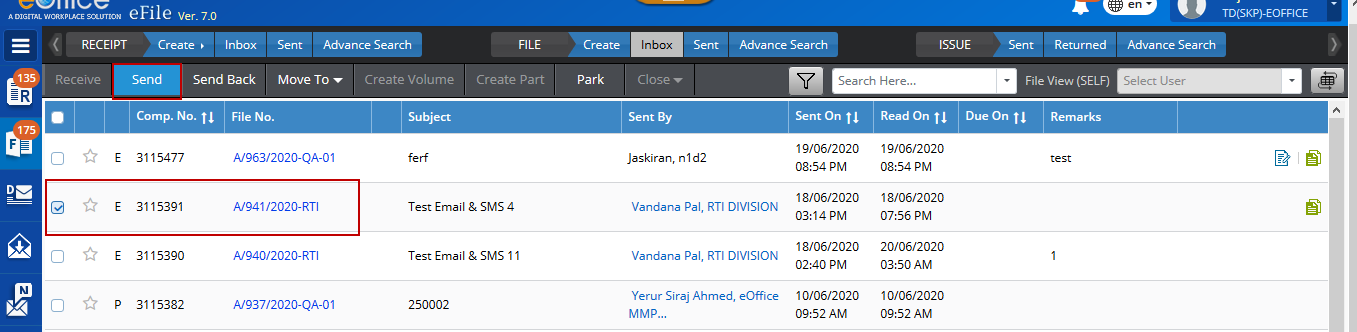 eOffice
A DIGITAL WORKPLACE SOLUTION eFile Ver. 7.0
en
TD(SKP)-EOFFICE
RECEIPT Create Inbox Sent Advance Search FILE Create Inbox Sent Advance Search ISSUE Sent Returned Advance Search
Receive Send Send Back Move To Create Volume Create Part Park Close Search Here... File View (SELF) Select User
135
R
175
F
D
N
Comp. No. File No. Subject Sent By Sent On Read On Due On Remarks
E 3115477 A/963/2020-QA-01 ferf Jaskiran, n1d2 19/06/2020 08:54 PM 19/06/2020 08:54 PM test
E 3115391 A/941/2020-RTI Test Email & SMS 4 Vandana Pal, RTI DIVISION 18/06/2020 03:14 PM 18/06/2020 07:56 PM
E 3115390 A/940/2020-RTI Test Email & SMS 11 Vandana Pal, RTI DIVISION 18/06/2020 02:40 PM 20/06/2020 03:50 AM 1
P 3115382 A/937/2020-QA-01 250002 Yerur Siraj Ahmed, eOffice MMP... 10/06/2020 09:52 AM 10/06/2020 09:52 AM